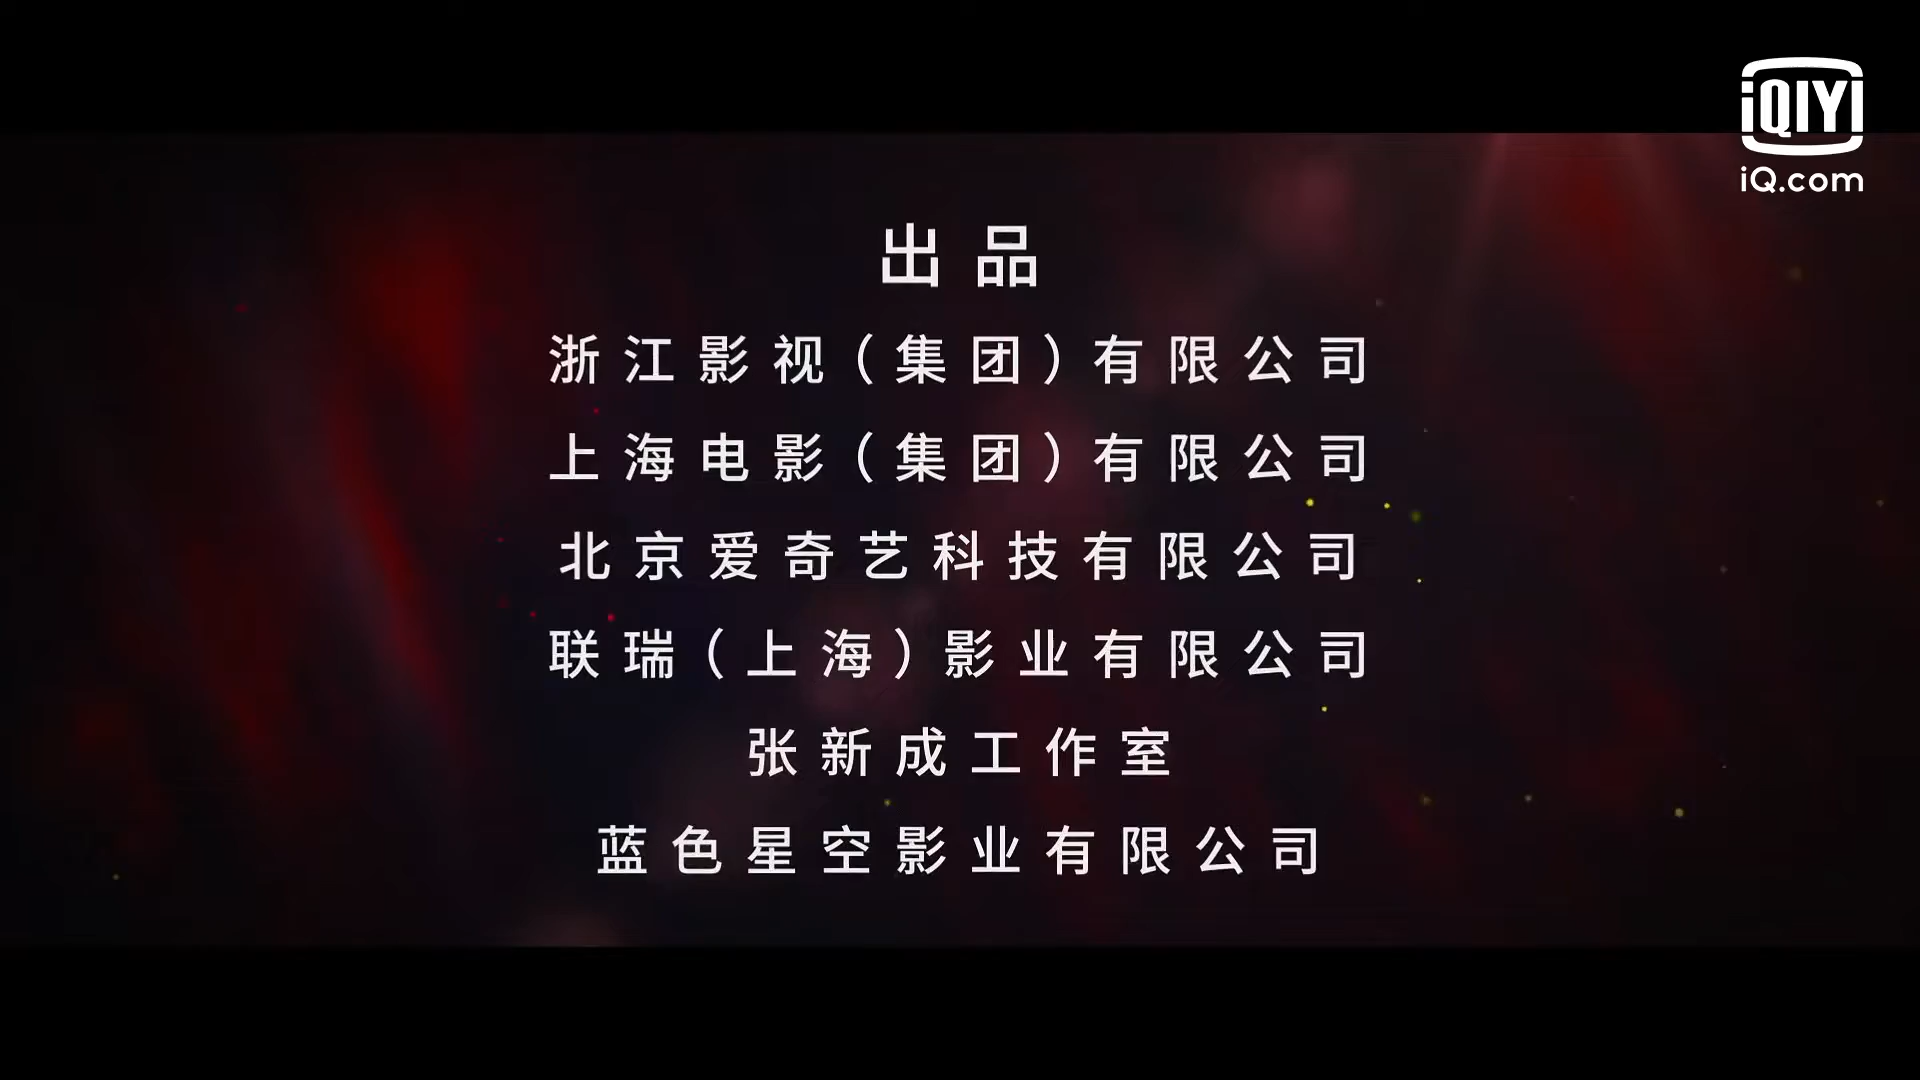 iQIYI
iQ.com
出品
浙江影视（集团）有限公司
上海电影（集团）有限公司
北京爱奇艺科技有限公司
联瑞（上海）影业有限公司
张新成工作室
蓝色星空影业有限公司